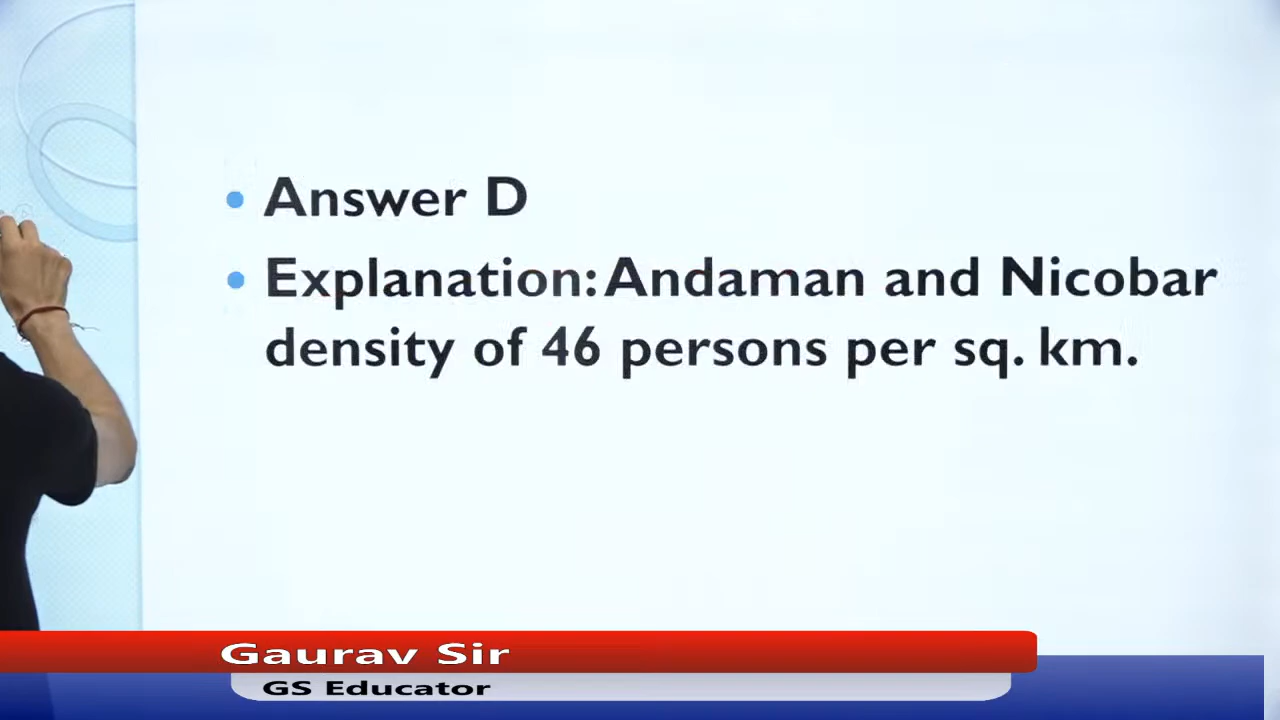 Answer D
Explanation: Andaman and Nicobar
density of 46 persons per sq. km.
Gaurav Sir
GS Educator